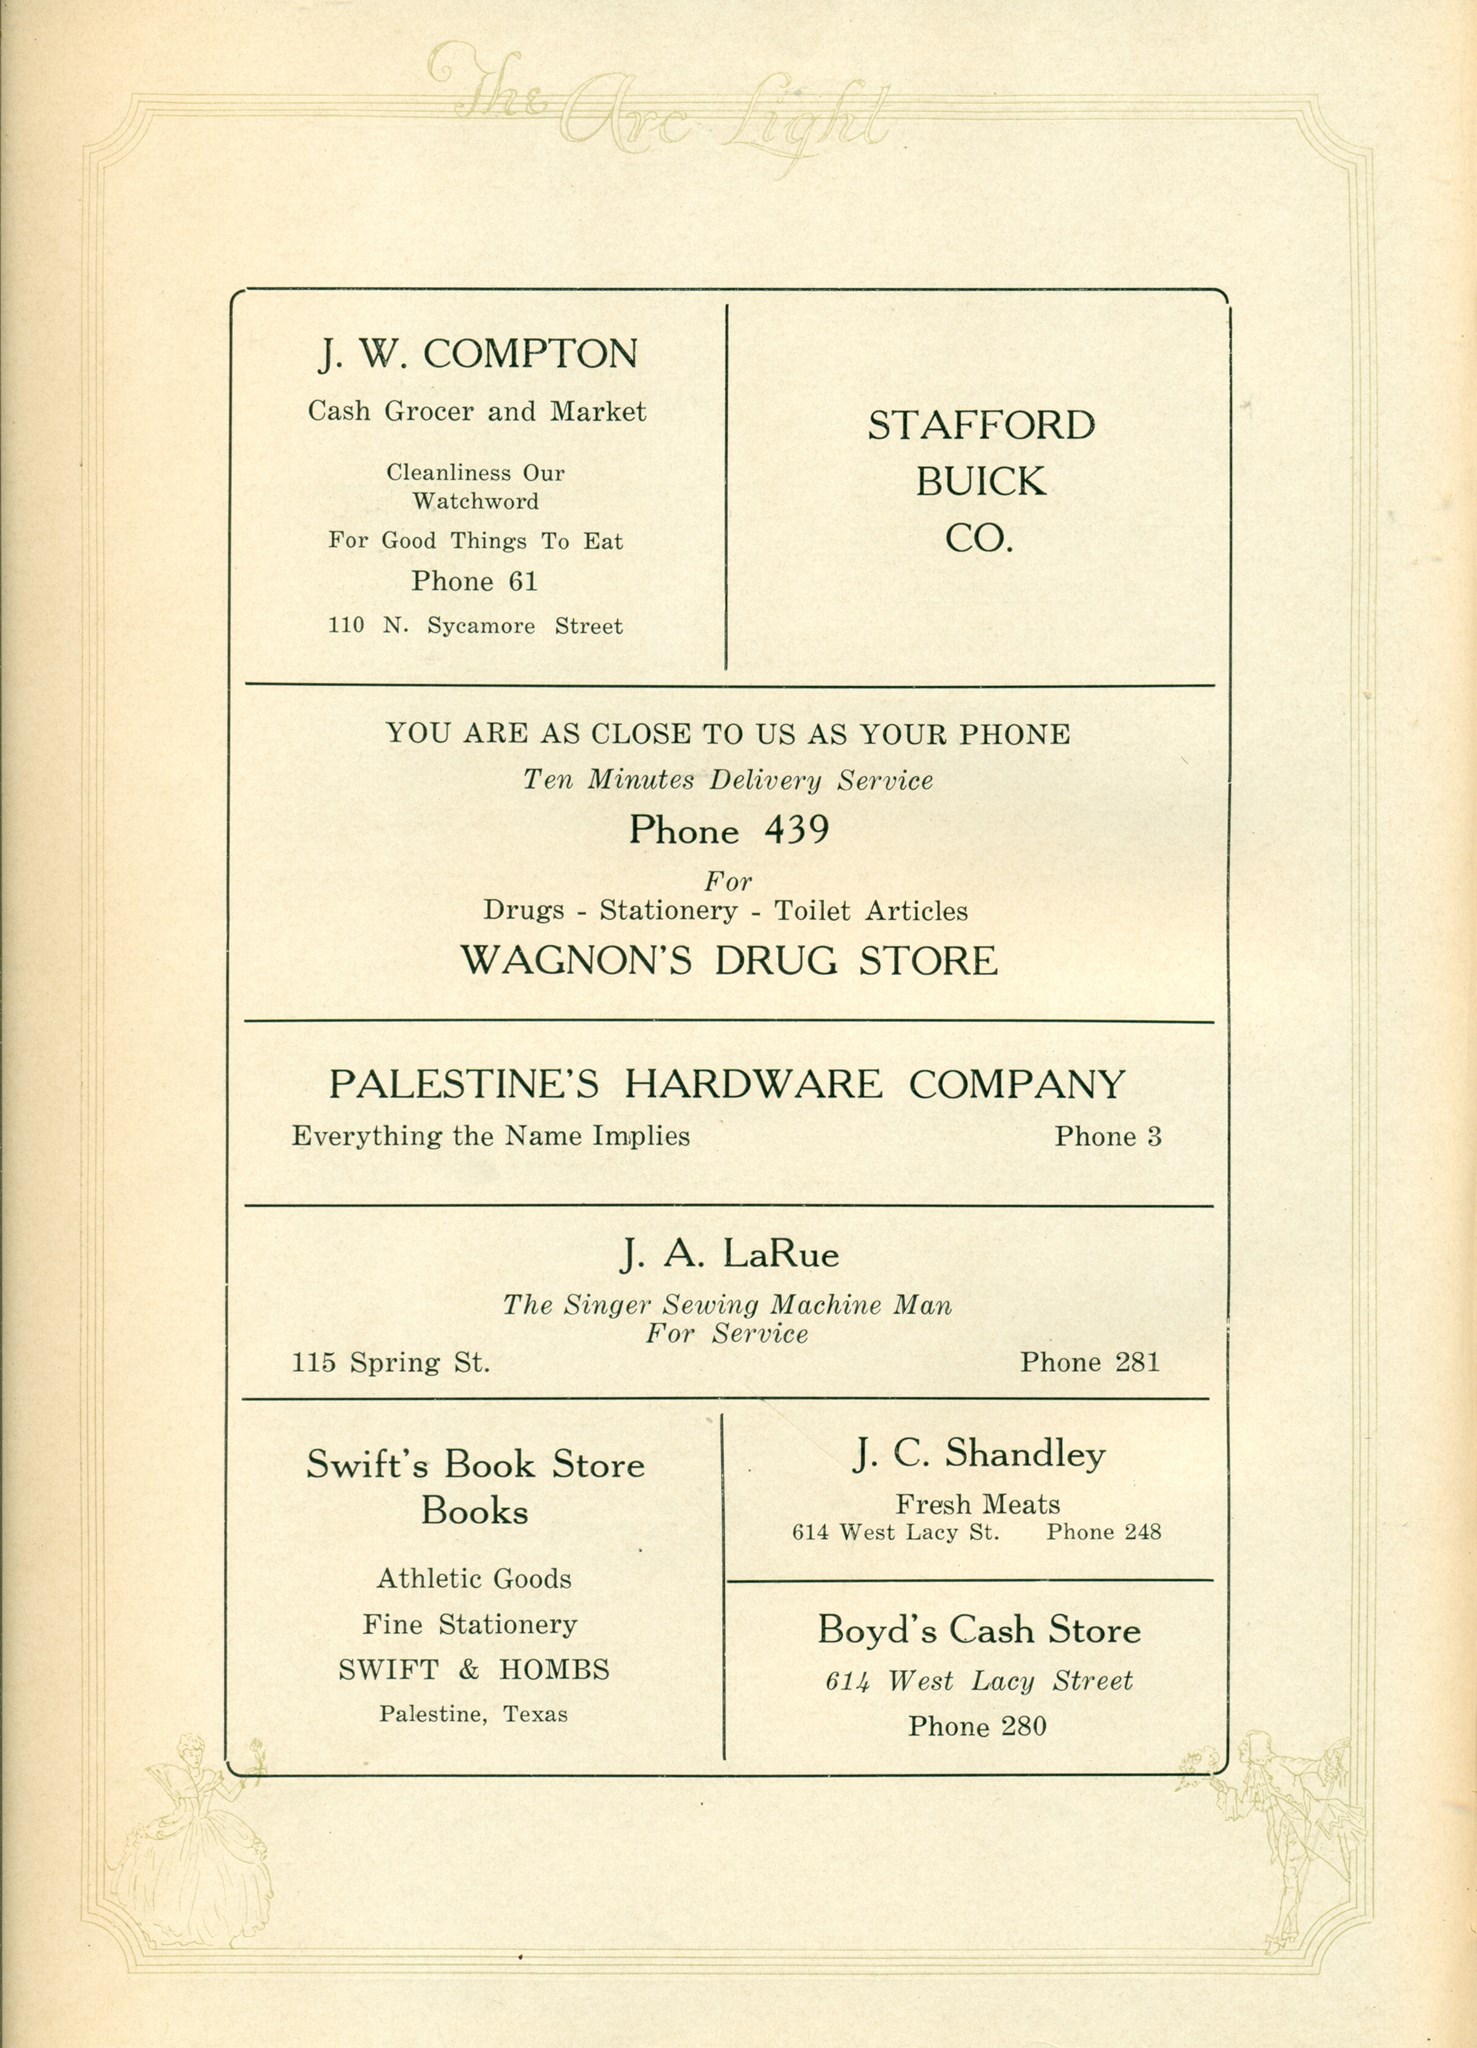 The Arc Light
J. W. COMPTON
Cash Grocer and Market
Cleanliness Our
Watchword
For Good Things To Eat
Phone 61
110 N. Sycamore Street
STAFFORD
BUICK
CO.
YOU ARE AS CLOSE TO US AS YOUR PHONE
Ten Minutes Delivery Service
Phone 439
For
Drugs - Stationery - Toilet Articles
WAGNON'S DRUG STORE
PALESTINE'S HARDWARE COMPANY
Everything the Name Implies Phone 3
J. A. LaRue
The Singer Sewing Machine Man
For Service
115 Spring St. Phone 281
Swift's Book Store
Books
Athletic Goods
Fine Stationery
SWIFT & HOMBS
Palestine, Texas
J. C. Shandley
Fresh Meats
614 West Lacy St. Phone 248
Boyd's Cash Store
614 West Lacy Street
Phone 280